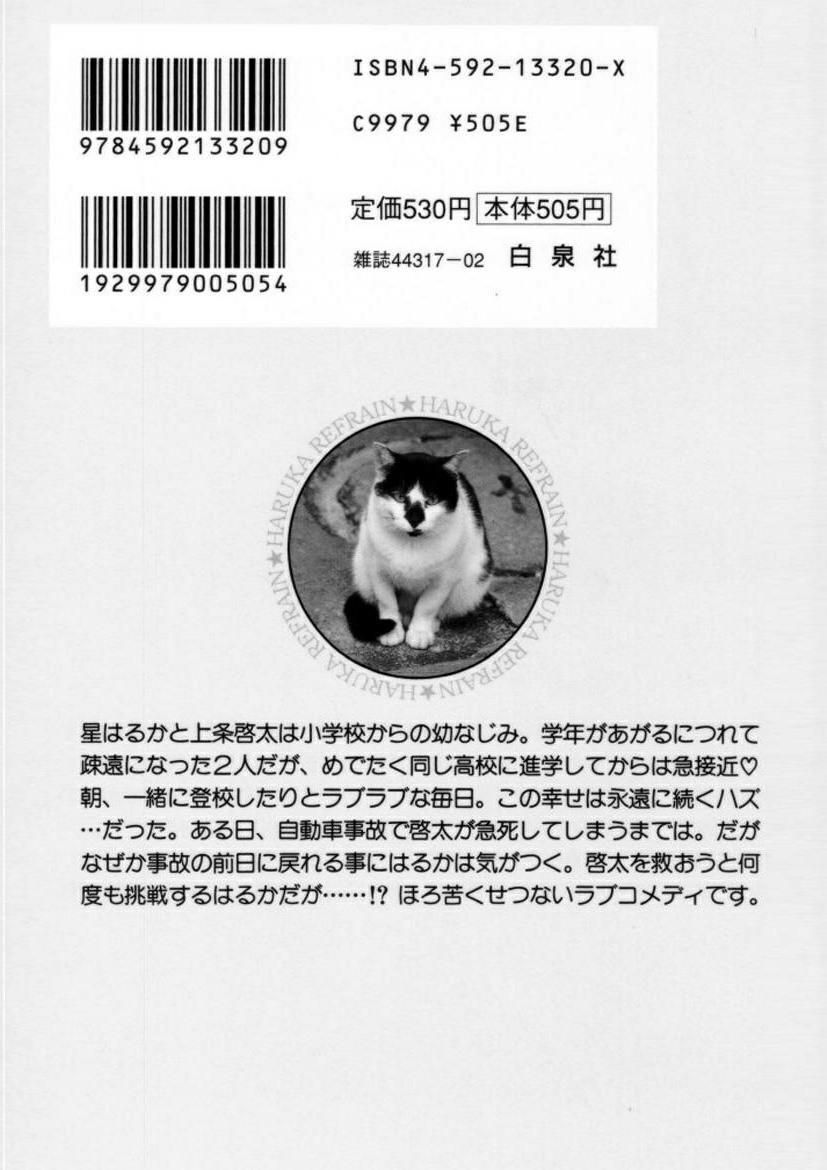 ISBN4-592-13320-X
9784592133209
C9979 ¥505E
定価530円 本体505円
1929979005054
雑誌44317-02 白泉社
HARUKA REFRAIN★HARUKA REFRAIN★HARUKA REFRAIN★HARUKA REFRAIN★
星はるかと上条啓太は小学校からの幼なじみ。学年があがるにつれて
疎遠になった2人だが、めでたく同じ高校に進学してからは急接近♡
朝、一緒に登校したりとラブラブな毎日。この幸せは永遠に続くハズ
…だった。ある日、自動車事故で啓太が急死してしまうまでは。だが
なぜか事故の前日に戻れる事にはるかは気がつく。啓太を救おうと何
度も挑戦するはるかだが……!? ほろ苦くせつないラブコメディです。